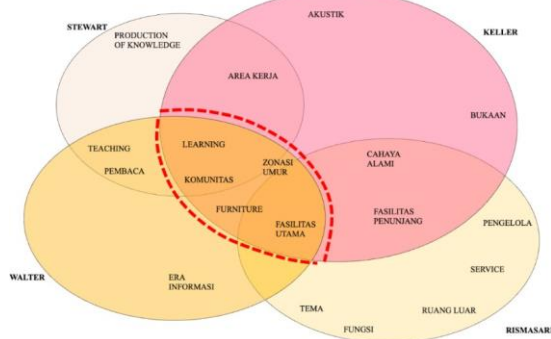 AKUSTIK
STEWART
KELLER
PRODUCTION
OF KNOWLEDGE
AREA KERJA
BUKAAN
TEACHING
LEARNING
CAHAYA
ALAMI
ZONASI
UMUR
PEMBACA
KOMUNITAS
FURNITURE
FASILITAS
PENUNJANG
FASILITAS
UTAMA
PENGELOLA
SERVICE
WALTER
ERA
INFORMASI
TEMA
RUANG LUAR
FUNGSI
RISMASARI